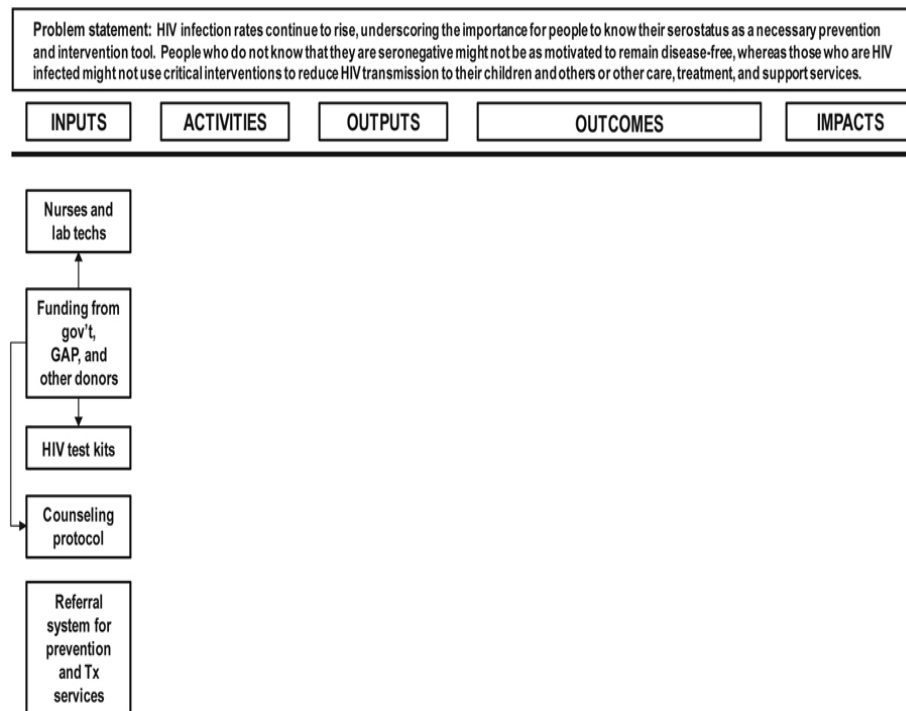 Problem statement: HIV infection rates continue to rise, underscoring the importance for people to know their serostatus as a necessary prevention
and intervention tool. People who do not know that they are seronegative might not be as motivated to remain disease-free, whereas those who are HIV
infected might not use critical interventions to reduce HIV transmission to their children and others or other care, treatment, and support services.
INPUTS
ACTIVITIES
OUTPUTS
OUTCOMES
IMPACTS
Nurses and
lab techs
Funding from
gov't,
GAP, and
other donors
HIV test kits
Counseling
protocol
Referral
system for
prevention
and Tx
services